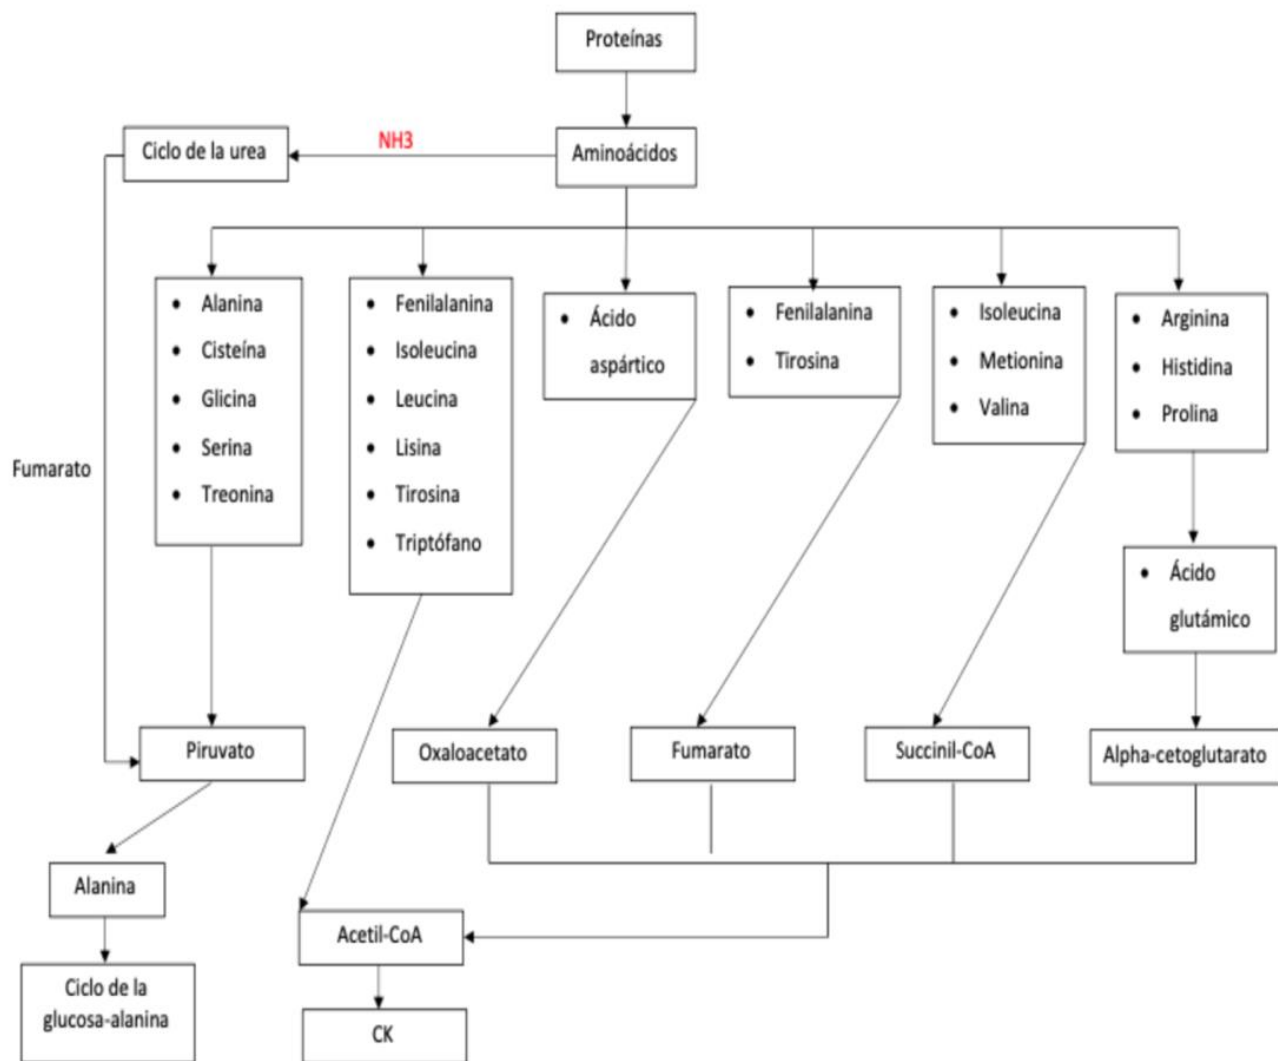 Proteínas
Ciclo de la urea
NH3
Aminoácidos
• Alanina
• Cisteína
• Glicina
• Serina
• Treonina
• Fenilalanina
• Isoleucina
• Leucina
• Lisina
• Tirosina
• Triptófano
• Ácido
aspártico
• Fenilalanina
• Tirosina
• Isoleucina
• Metionina
• Valina
• Arginina
• Histidina
• Prolina
Fumarato
• Ácido
glutámico
Piruvato
Oxaloacetato
Fumarato
Succinil-CoA
Alpha-cetoglutarato
Alanina
Acetil-CoA
Ciclo de la
glucosa-alanina
CK